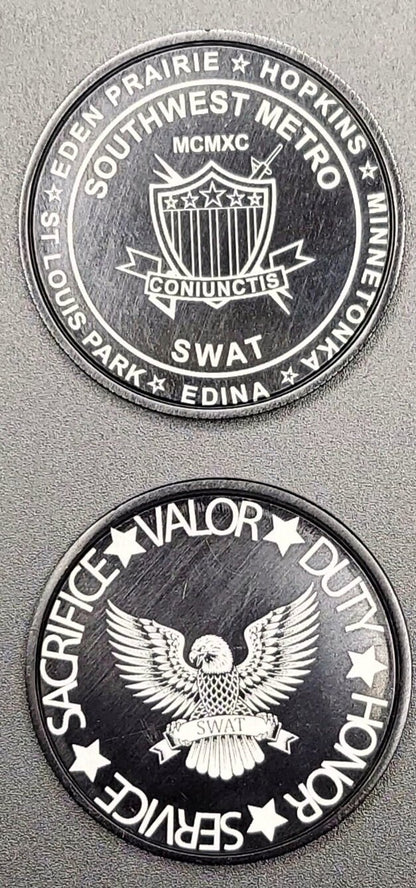 EDEN PRAIRIE ☆ HOPKINS ☆ MINNETONKA ☆ EDINA ☆ ST. LOUIS PARK ☆
SOUTHWEST METRO
MCMXC
CONIUNCTIS
SWAT
SACRIFICE ★ VALOR ★ DUTY ★ HONOR ★ SERVICE ★
SWAT